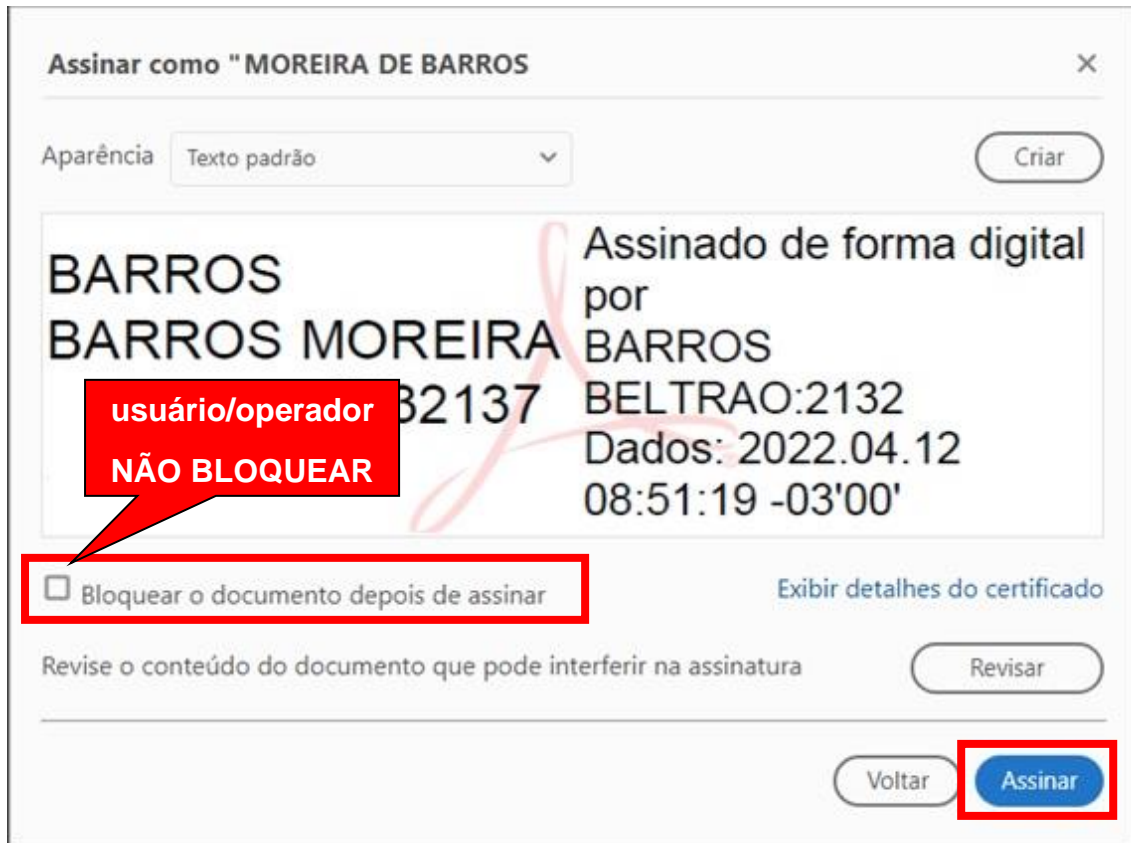 Assinar como "MOREIRA DE BARROS
Aparência
Texto padrão
Criar
BARROS
BARROS MOREIRA
32137
Assinado de forma digital
por
BARROS
BELTRAO:2132
Dados: 2022.04.12
08:51:19 -03'00'
usuário/operador
NÃO BLOQUEAR
Bloquear o documento depois de assinar
Exibir detalhes do certificado
Revise o conteúdo do documento que pode interferir na assinatura
Revisar
Voltar
Assinar